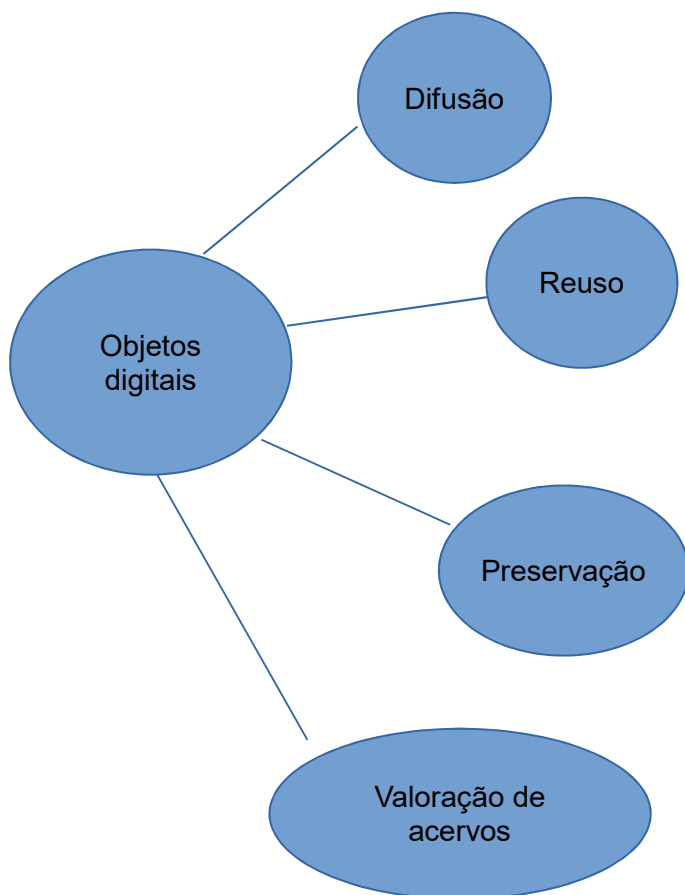 Difusão
Reuso
Objetos
digitais
Preservação
Valoração de
acervos